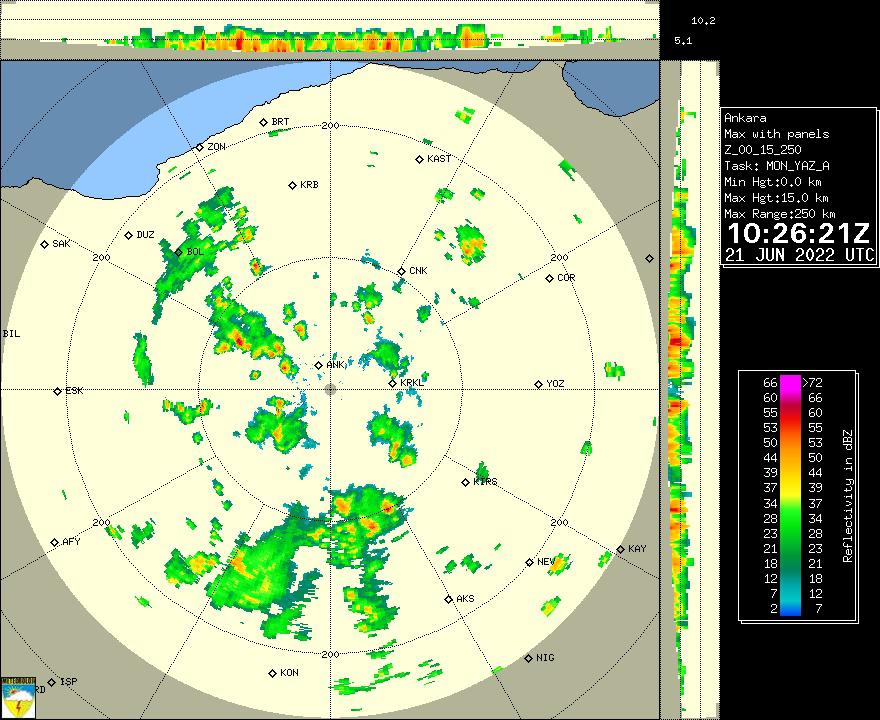 10.2
5.1
Ankara
Max with panels
Z_00_15_250
Task: MON_YAZ_A
Min Hgt:0.0 km
Max Hgt:15.0 km
Max Range:250 km
10:26:21Z
21 JUN 2022 UTC
BRT
200
ZON
KAST
KRB
DUZ
SAK
BOL
200
200
CNK
COR
BIL
ANK
ESK
KRKL
YOZ
KIRS
200
200
AFY
KAY
NEV
AKS
200
NIG
KON
ISP
RD
66 >72
60 66
55 60
53 55
50 53
44 50
39 44
37 39
34 37
28 34
23 28
21 23
18 21
12 18
7 12
2 7
Reflectivity in dBZ